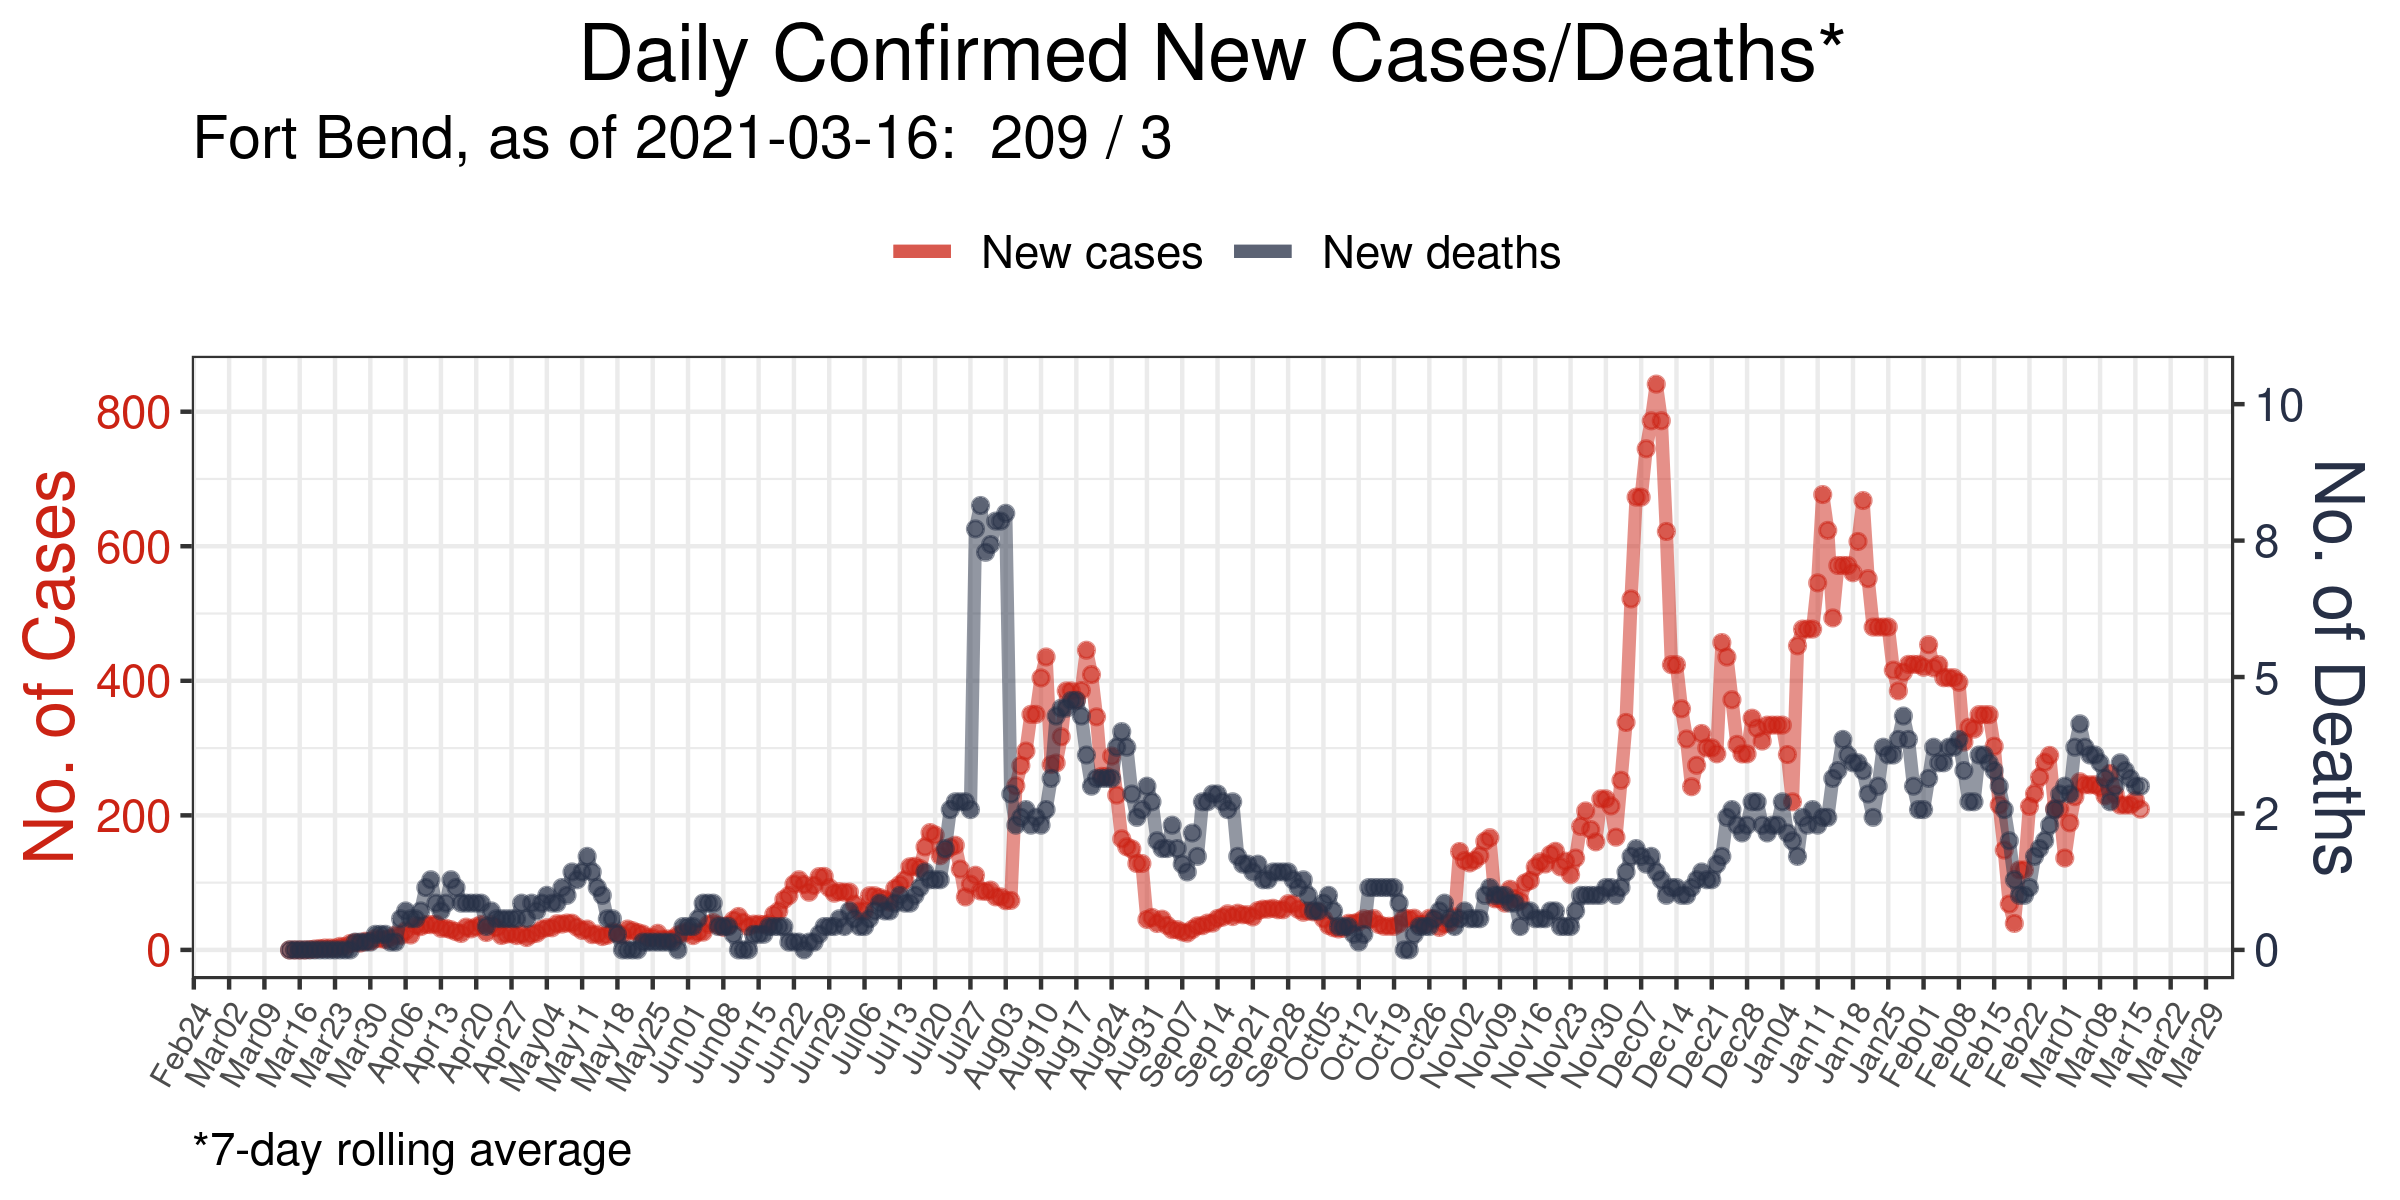 Daily Confirmed New Cases/Deaths*
Fort Bend, as of 2021-03-16:  209 / 3
New cases
New deaths
No. of Cases
800
600
400
200
0
10
8
5
2
0
No. of Deaths
Feb24
Mar02
Mar09
Mar16
Mar23
Mar30
Apr06
Apr13
Apr20
Apr27
May04
May11
May18
May25
Jun01
Jun08
Jun15
Jun22
Jun29
Jul06
Jul13
Jul20
Jul27
Aug03
Aug10
Aug17
Aug24
Aug31
Sep07
Sep14
Sep21
Sep28
Oct05
Oct12
Oct19
Oct26
Nov02
Nov09
Nov16
Nov23
Nov30
Dec07
Dec14
Dec21
Dec28
Jan04
Jan11
Jan18
Jan25
Feb01
Feb08
Feb15
Feb22
Mar01
Mar08
Mar15
Mar22
Mar29
*7-day rolling average